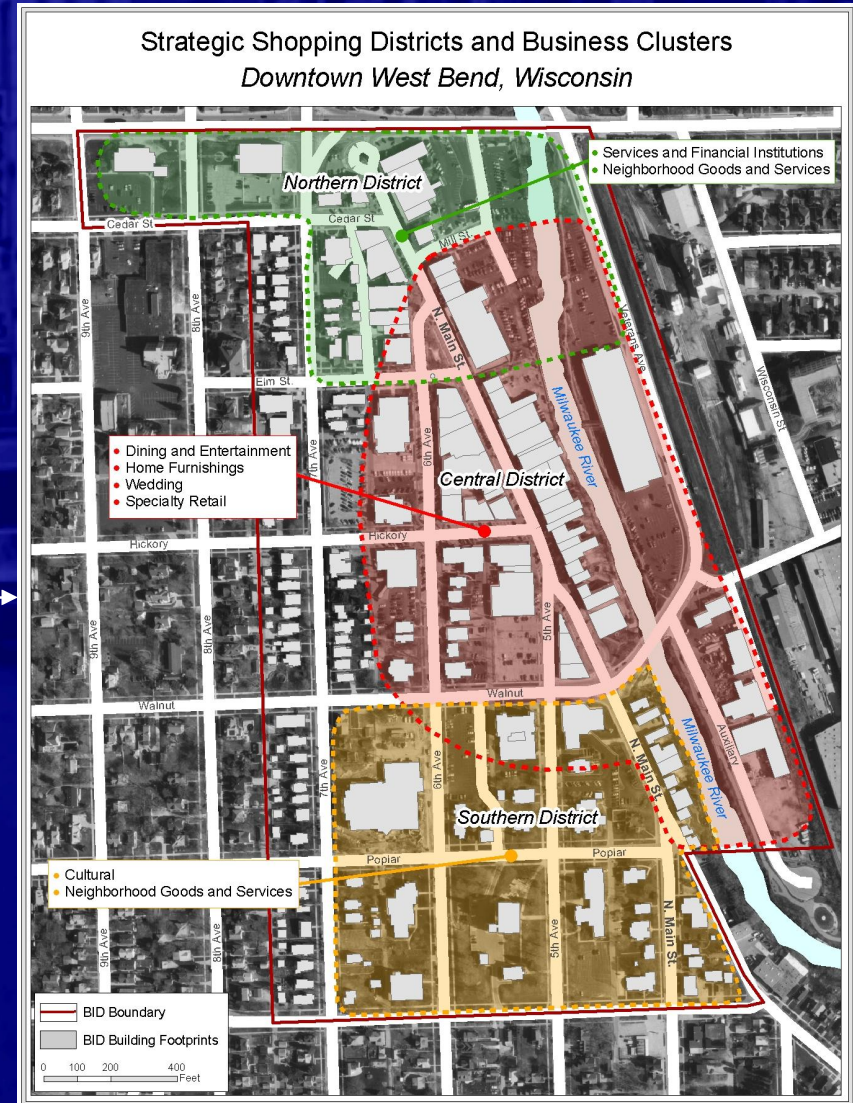 Strategic Shopping Districts and Business Clusters
Downtown West Bend, Wisconsin
Services and Financial Institutions
Neighborhood Goods and Services
Northern District
Cedar St
Cedar St
Mill St.
9th Ave
8th Ave
N. Main St.
Veterans Ave
Elm St.
Wisconsin St
Milwaukee River
7th Ave
6th Ave
Dining and Entertainment
Home Furnishings
Wedding
Specialty Retail
Central District
Hickory
Hickory
9th Ave
8th Ave
5th Ave
Walnut
Walnut
Auxiliary
Milwaukee River
N. Main St.
7th Ave
6th Ave
Southern District
Poplar
Poplar
Cultural
Neighborhood Goods and Services
9th Ave
8th Ave
5th Ave
N. Main St.
BID Boundary
BID Building Footprints
0 100 200 400
Feet